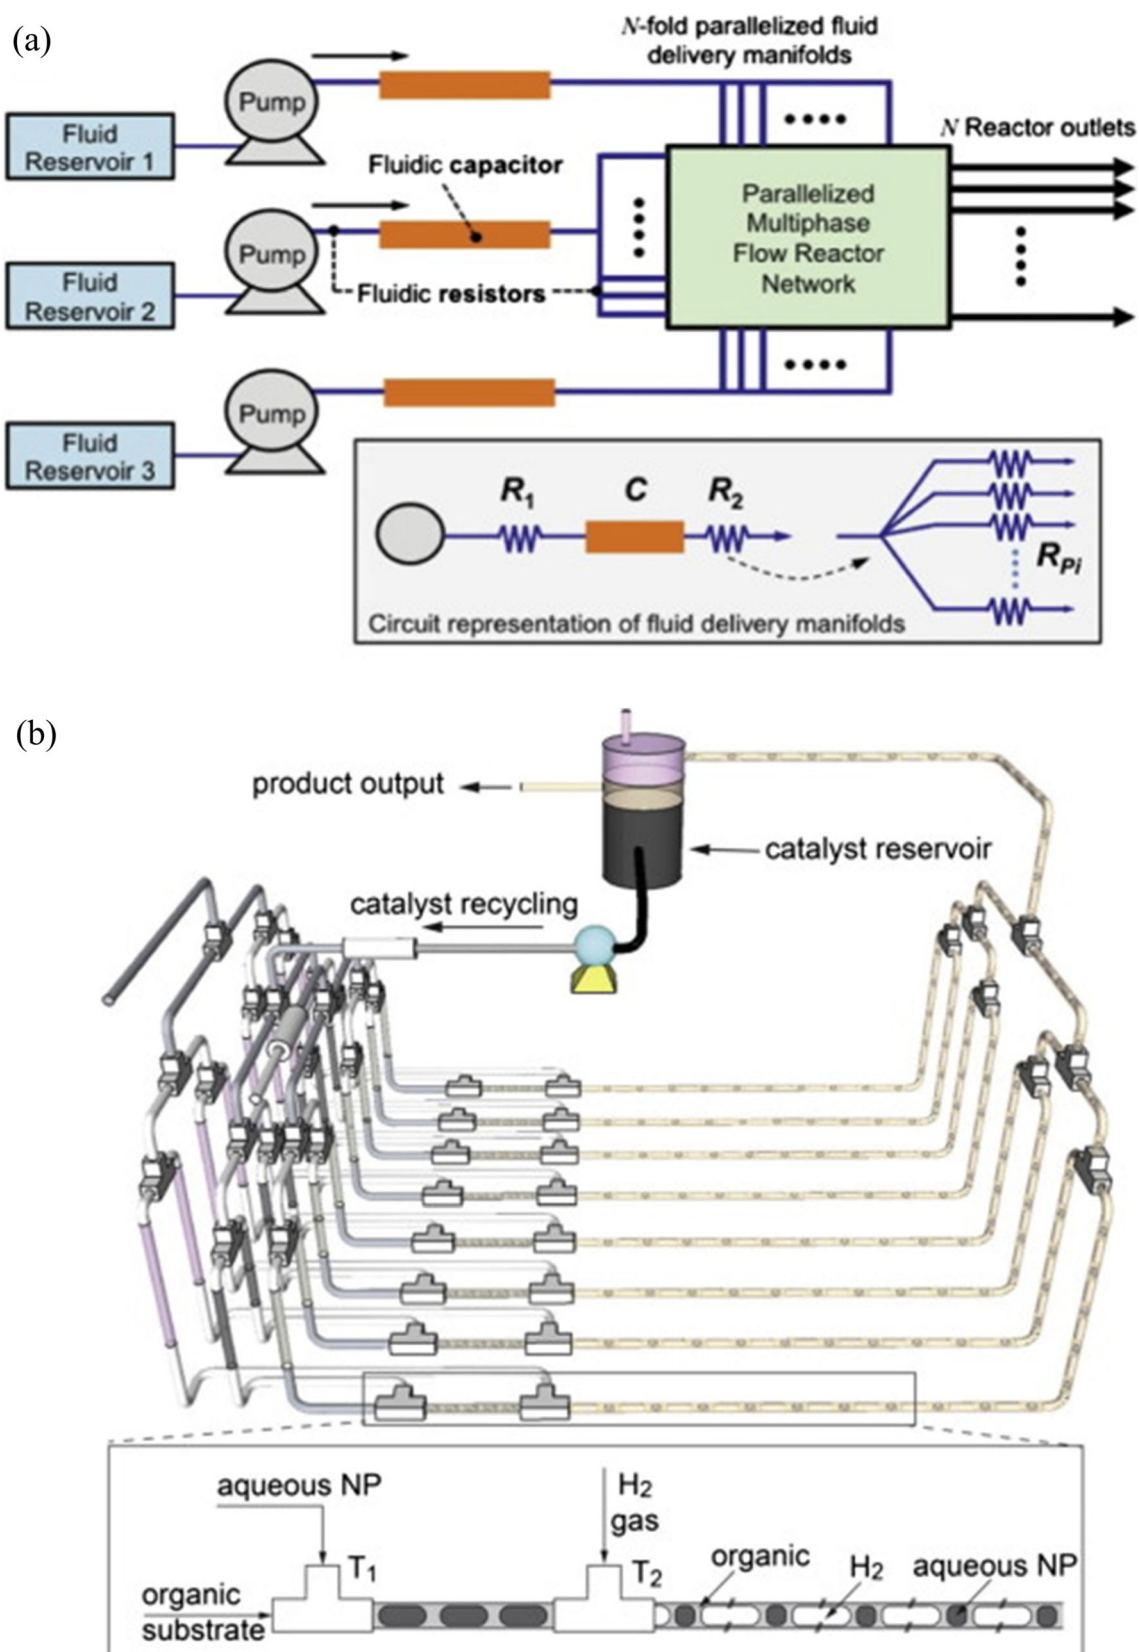 (a)
N-fold parallelized fluid
delivery manifolds
Pump
Fluid
Reservoir 1
N Reactor outlets
Fluidic capacitor
Parallelized
Multiphase
Flow Reactor
Network
Pump
Fluid
Reservoir 2
Fluidic resistors
Pump
Fluid
Reservoir 3
R1 C R2
RPi
Circuit representation of fluid delivery manifolds
(b)
product output
catalyst reservoir
catalyst recycling
aqueous NP
H2
gas
T1
T2
organic
substrate
organic
H2
aqueous NP